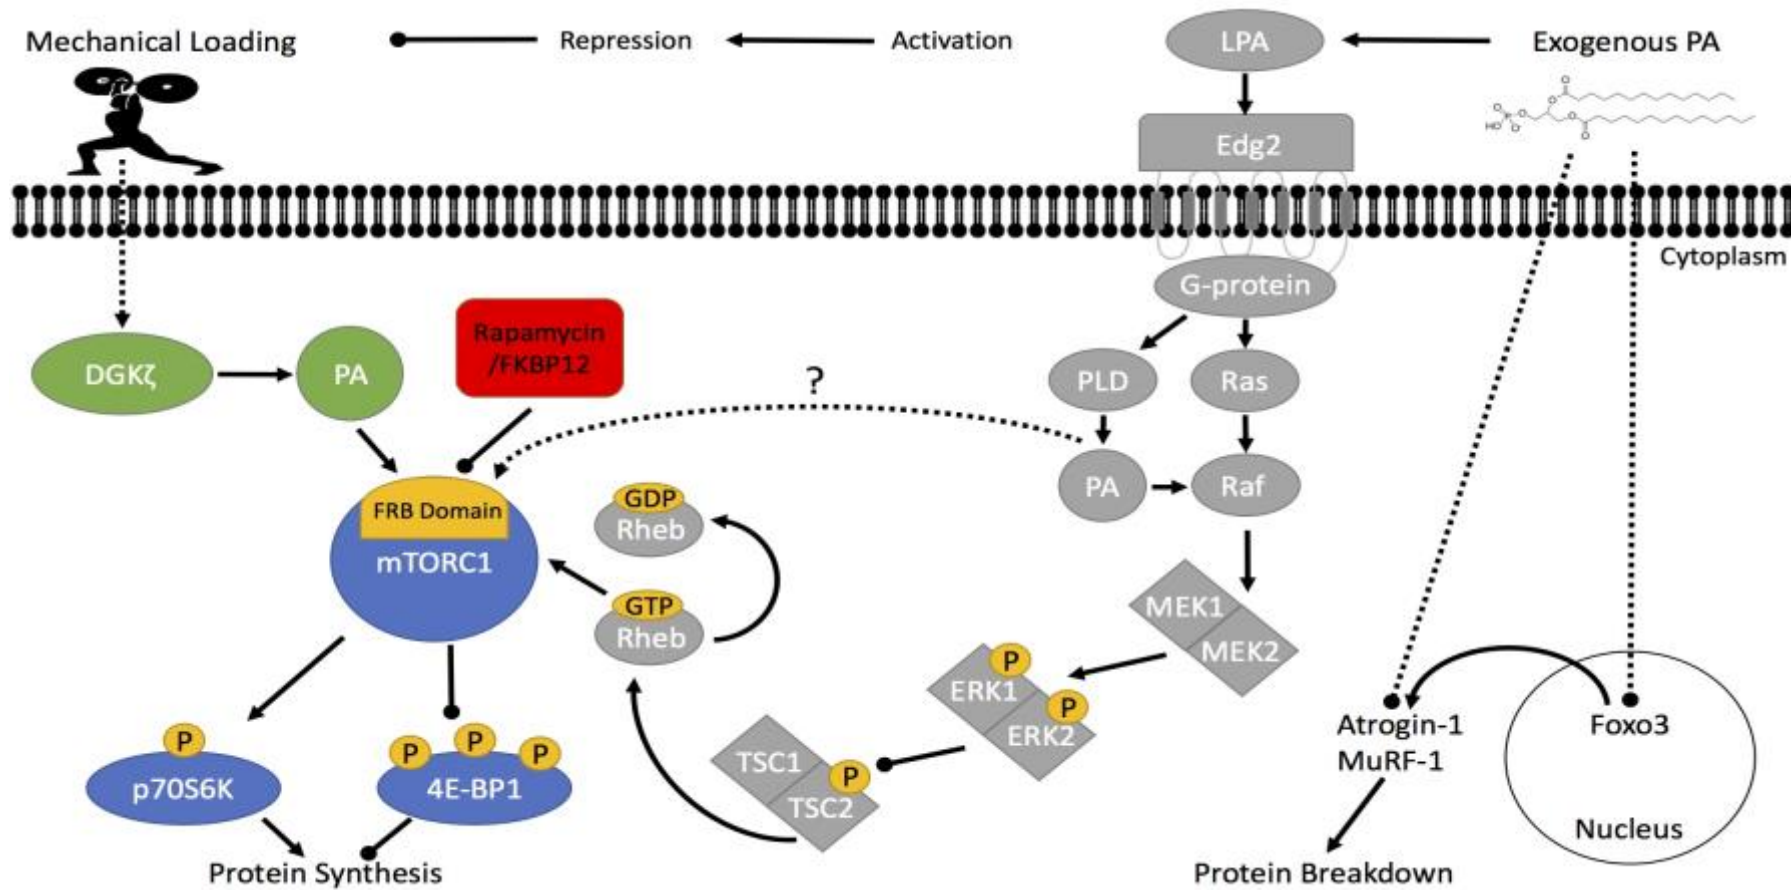 Mechanical Loading
Repression
Activation
LPA
Exogenous PA
O
O
O
O
HO
P
O
O
O-
Edg2
Cytoplasm
G-protein
DGKζ
PA
Rapamycin
/FKBP12
?
PLD
Ras
PA
Raf
FRB Domain
mTORC1
GDP
Rheb
GTP
Rheb
MEK1
MEK2
P
ERK1
P
ERK2
TSC1
P
TSC2
P
p70S6K
P
P
P
4E-BP1
Protein Synthesis
Atrogin-1
MuRF-1
Foxo3
Nucleus
Protein Breakdown